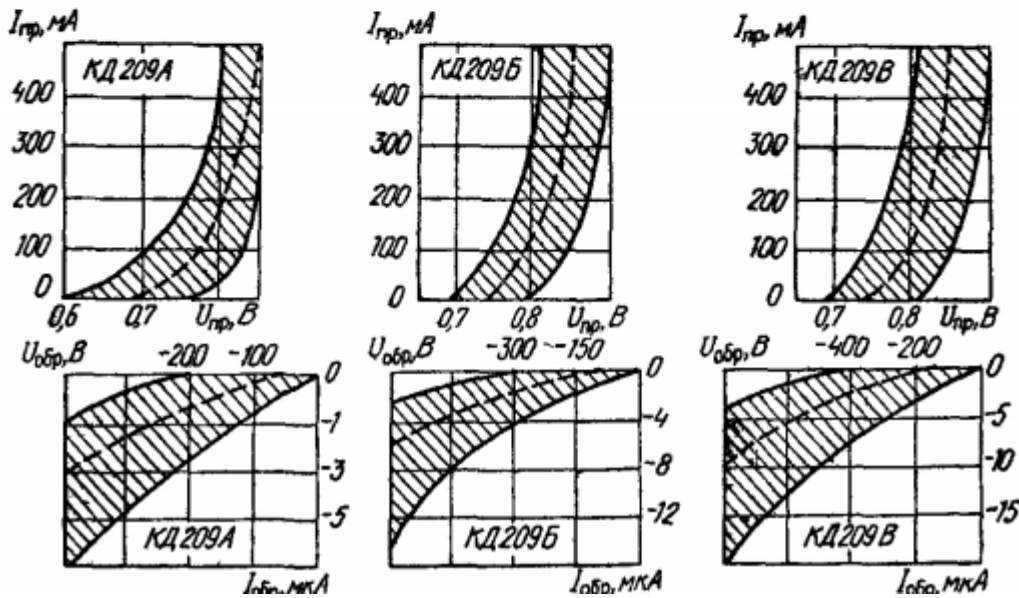 Iпр, мА
КД209А
400
300
200
100
0
0,6
0,7
Uпр, В
Iпр, мА
КД209Б
400
300
200
100
0
0,7
0,8
Uпр, В
Iпр, мА
КД209В
400
300
200
100
0
0,7
0,8
Uпр, В
Uобр, В
-200
-100
0
-1
-3
-5
КД209А
Iобр, мкА
Uобр, В
-300
-150
0
-4
-8
-12
КД209Б
Iобр, мкА
Uобр, В
-400
-200
0
-5
-10
-15
КД209В
Iобр, мкА